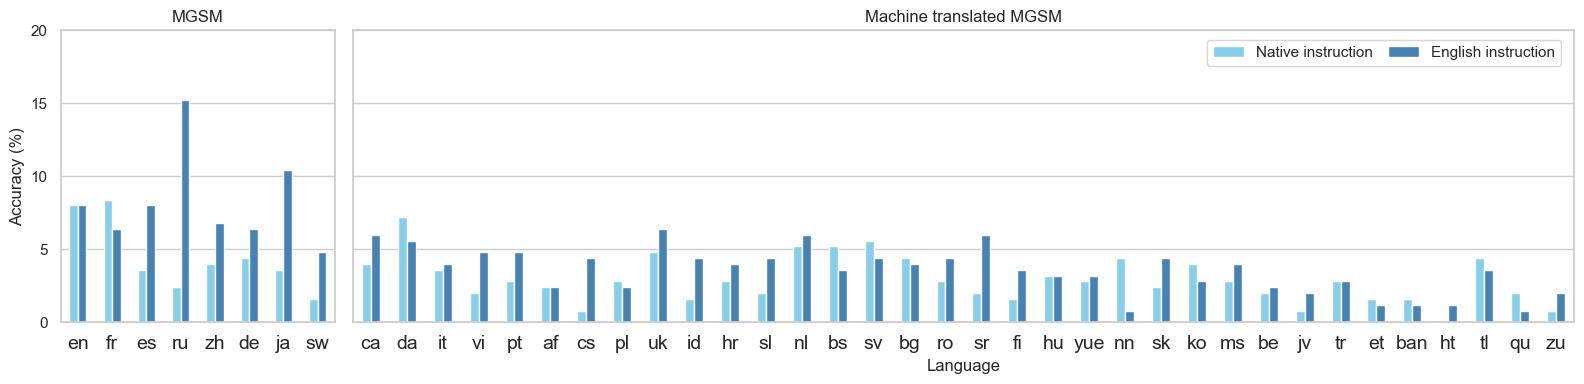 MGSM
Machine translated MGSM
Accuracy (%)
20
15
10
5
0
Native instruction
English instruction
en fr es ru zh de ja sw
ca da it vi pt af cs pl uk id hr sl nl bs sv bg ro sr fi hu yue nn sk ko ms be jv tr et ban ht tl qu zu
Language